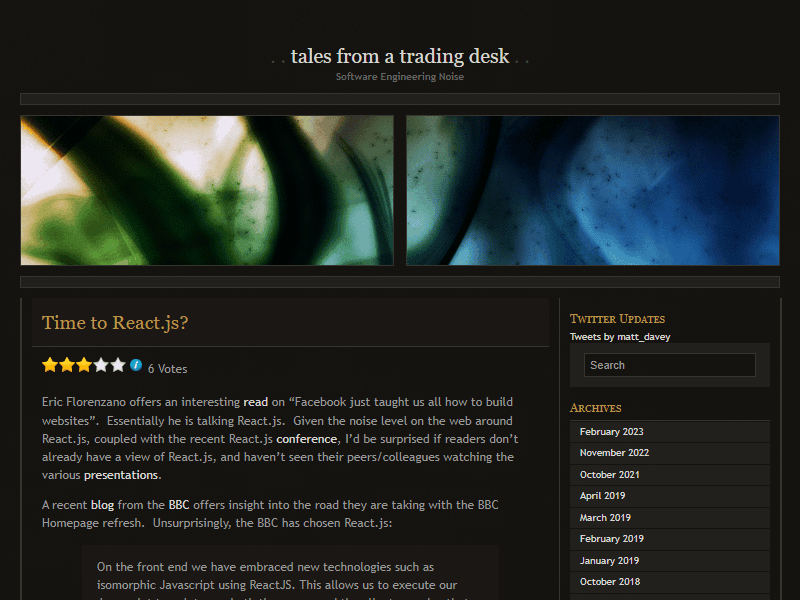 . . tales from a trading desk . .
Software Engineering Noise
Time to React.js?
6 Votes
Eric Florenzano offers an interesting read on “Facebook just taught us all how to build
websites”.  Essentially he is talking React.js.  Given the noise level on the web around
React.js, coupled with the recent React.js conference, I’d be surprised if readers don’t
already have a view of React.js, and haven’t seen their peers/colleagues watching the
various presentations.
A recent blog from the BBC offers insight into the road they are taking with the BBC
Homepage refresh.  Unsurprisingly, the BBC has chosen React.js:
On the front end we have embraced new technologies such as
isomorphic Javascript using ReactJS. This allows us to execute our
Twitter Updates
Tweets by matt_davey
Search
Archives
February 2023
November 2022
October 2021
April 2019
March 2019
February 2019
January 2019
October 2018